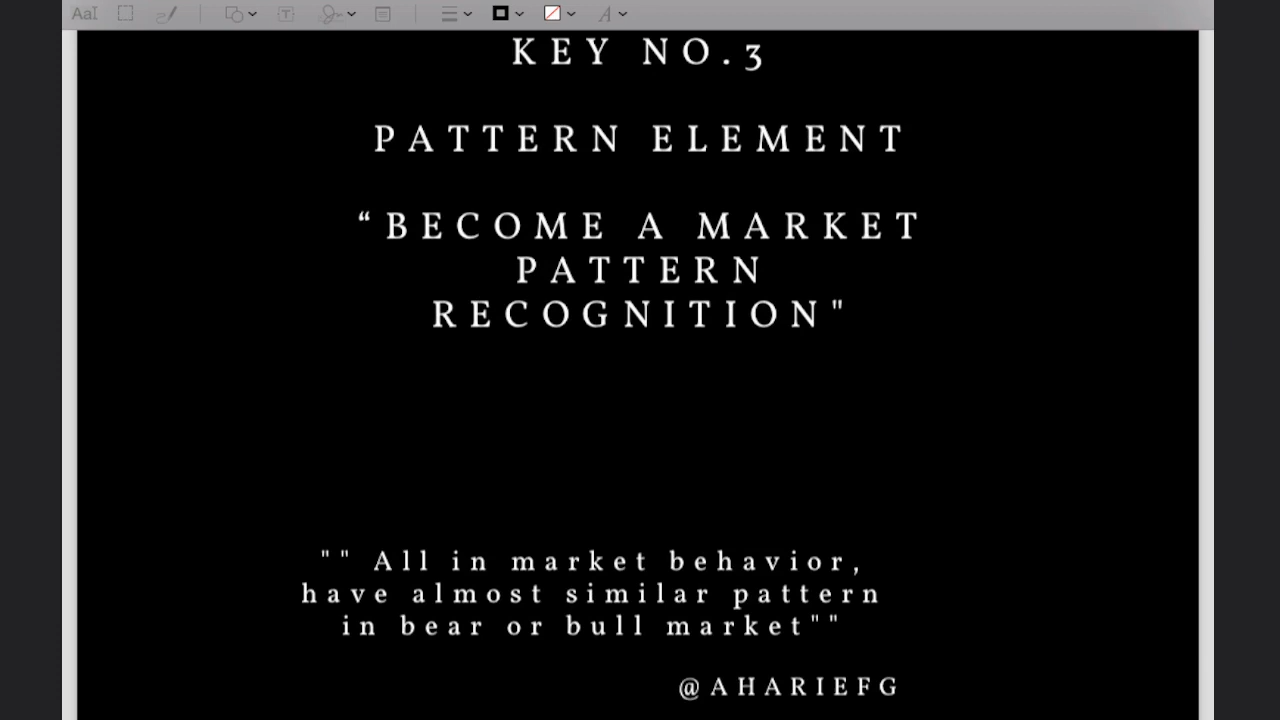 AaI
KEY NO.3
PATTERN ELEMENT
“BECOME A MARKET
PATTERN
RECOGNITION"
"" All in market behavior,
have almost similar pattern
in bear or bull market""
@AHARIEFG